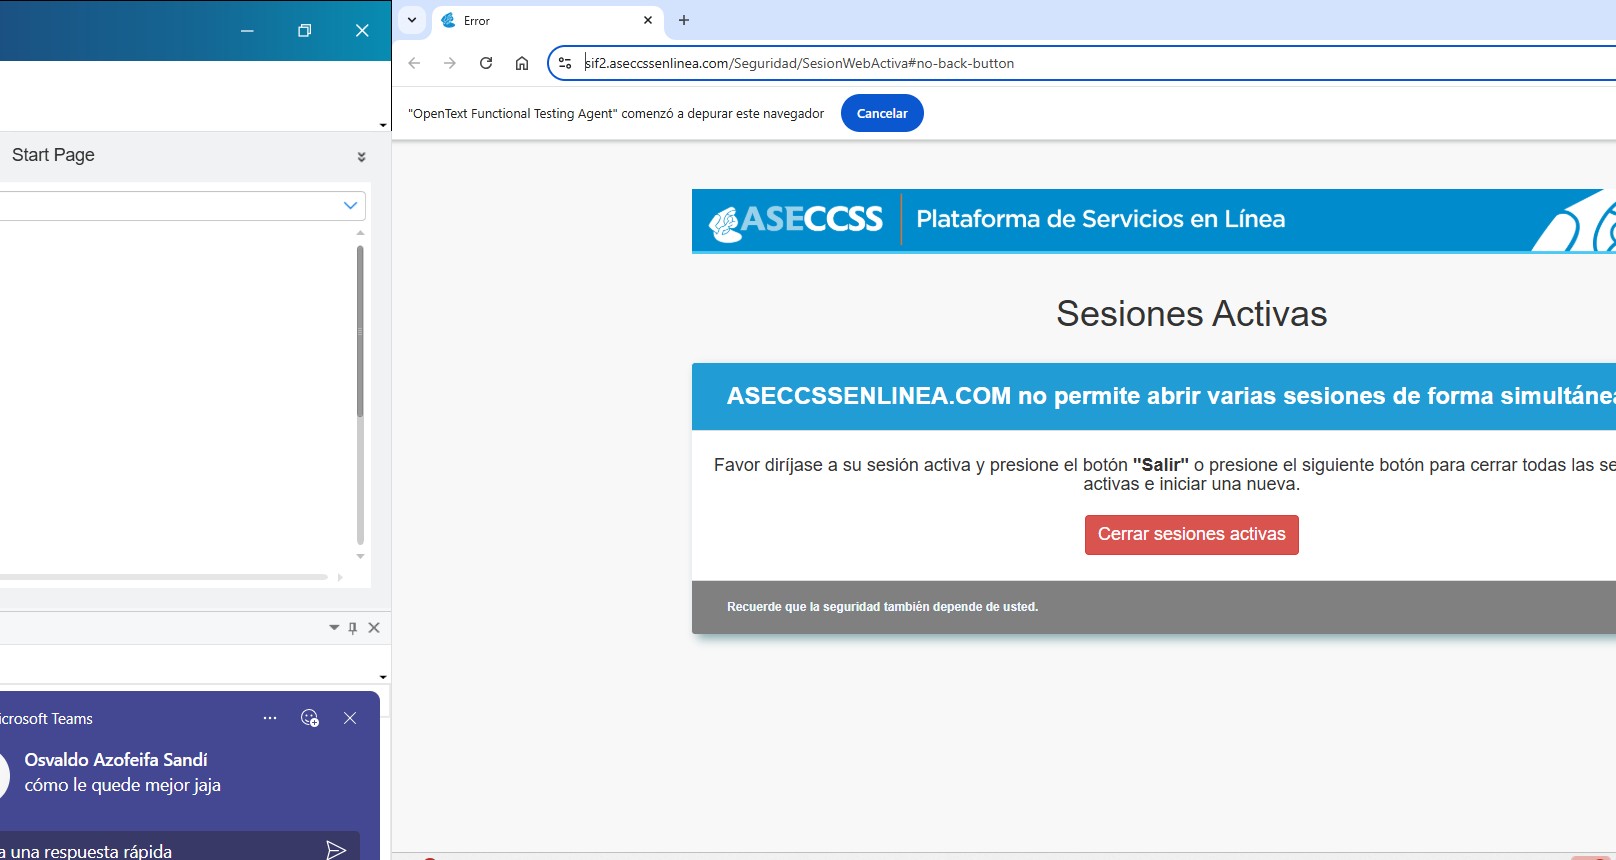 Error
sif2.aseccssenlinea.com/Seguridad/SesionWebActiva#no-back-button
"OpenText Functional Testing Agent" comenzó a depurar este navegador
Cancelar
Start Page
ASECCSS
Plataforma de Servicios en Línea
Sesiones Activas
ASECCSSENLINEA.COM no permite abrir varias sesiones de forma
Favor diríjase a su sesión activa y presione el botón "Salir" o presione el siguiente botón para cerrar todas las
activas e iniciar una nueva.
Cerrar sesiones activas
Recuerde que la seguridad también depende de usted.
Teams
Osvaldo Azofeifa Sandí
cómo le quede mejor jaja
una respuesta rápida